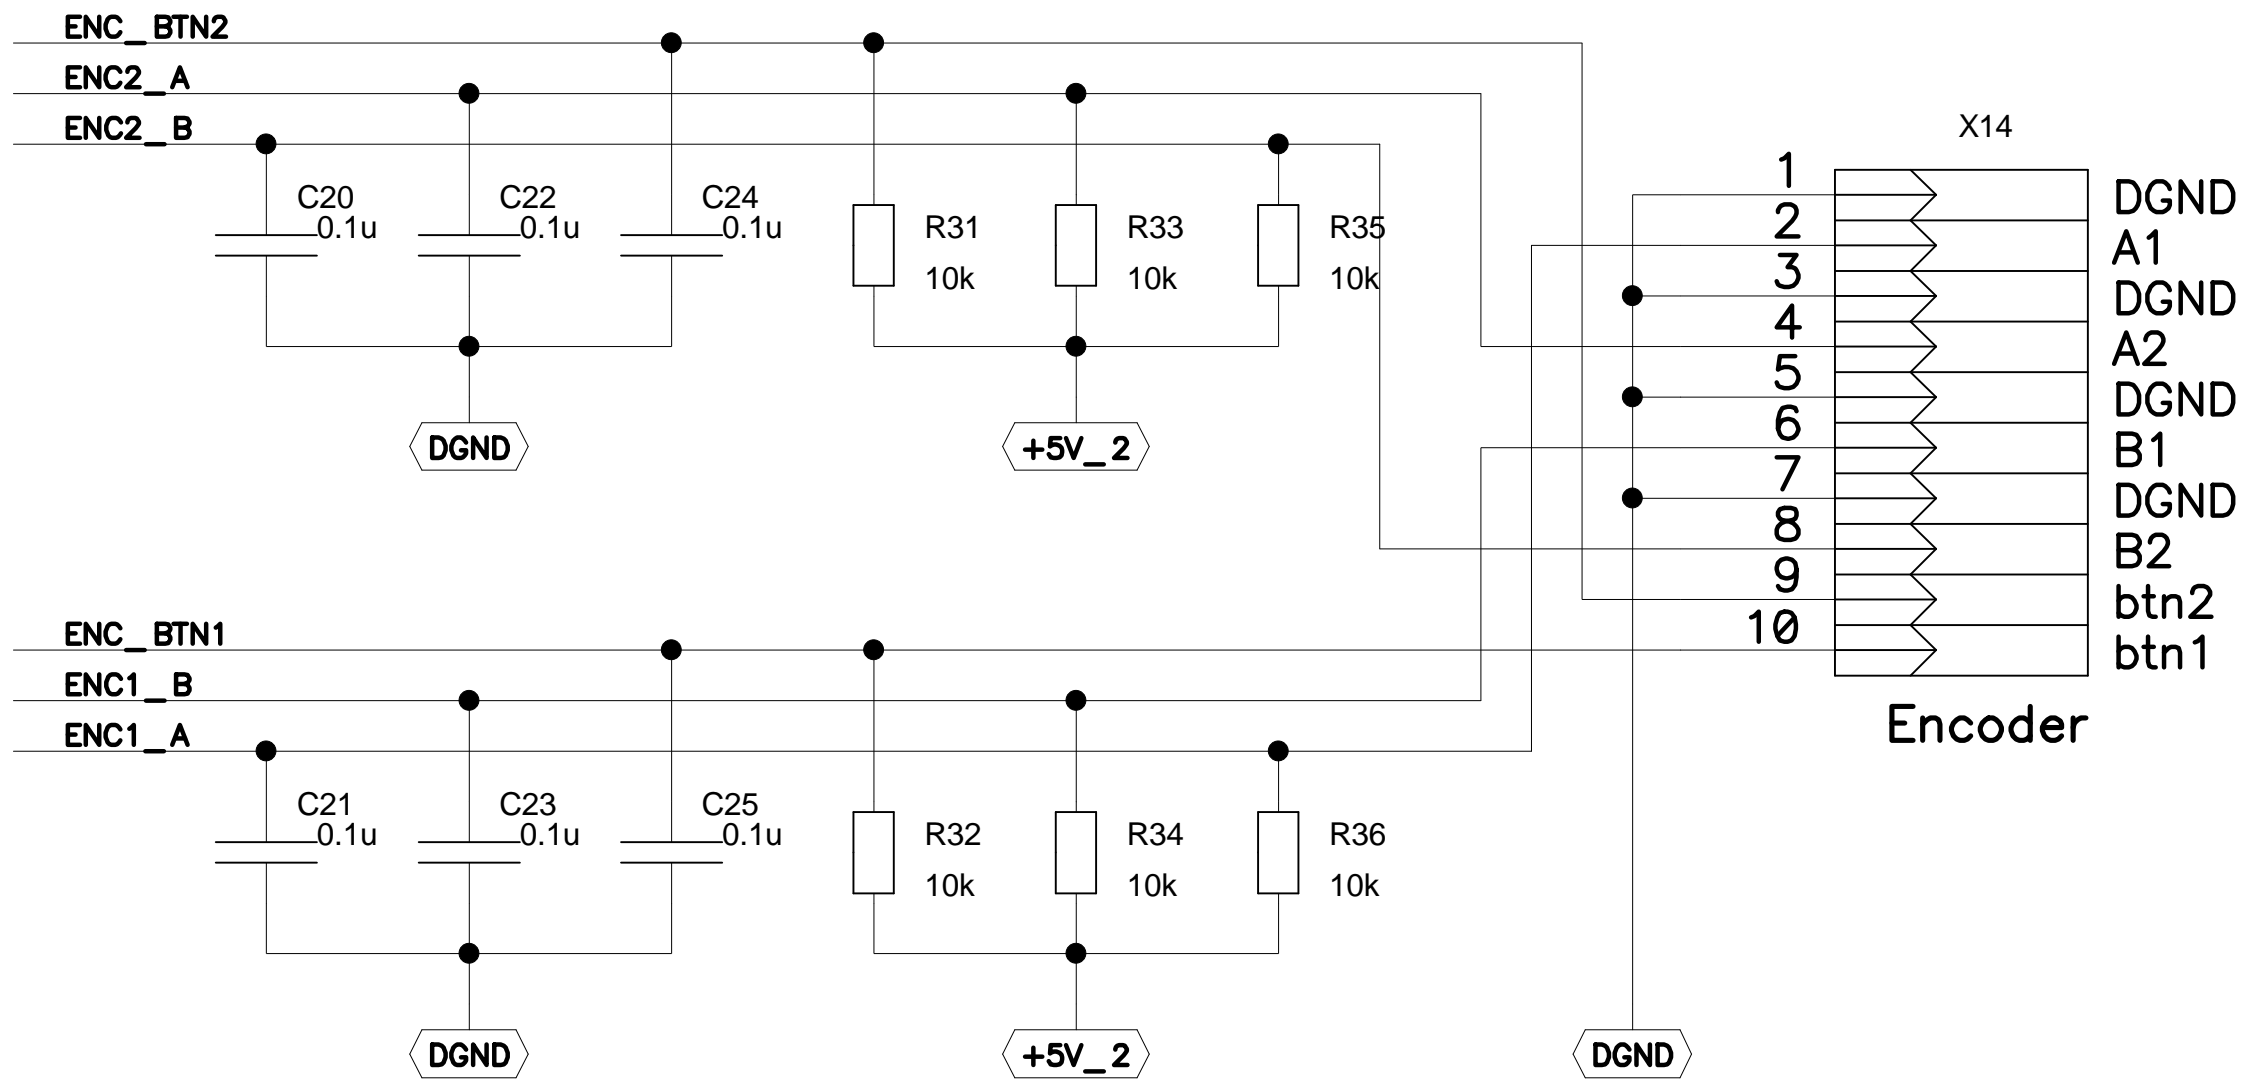 ENC_BTN2
ENC2_A
ENC2_B
C20
0.1u
C22
0.1u
C24
0.1u
R31
10k
R33
10k
R35
10k
DGND
+5V_2
X14
1 DGND
2 A1
3 DGND
4 A2
5 DGND
6 B1
7 DGND
8 B2
9 btn2
10 btn1
Encoder
ENC_BTN1
ENC1_B
ENC1_A
C21
0.1u
C23
0.1u
C25
0.1u
R32
10k
R34
10k
R36
10k
DGND
+5V_2
DGND